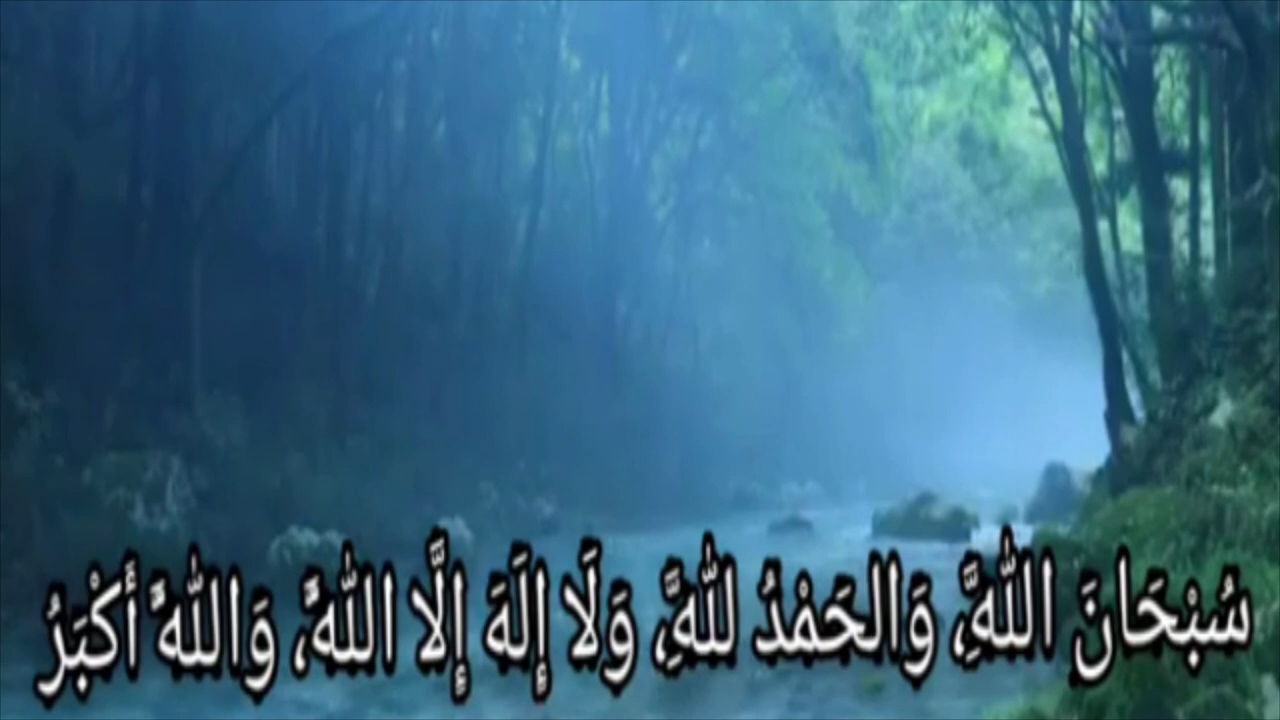 سُبْحَانَ اللهَِّ، وَالحَمْدُ للهَِّ، وَلَا إِلَهَ إِلَّا اللهَُّ، وَاللهَُّ أَكْبَرُ